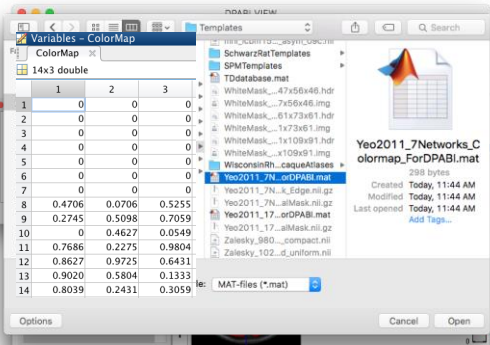 DPABI VIEW
Templates
Search
Variables - ColorMap
ColorMap
14x3 double
1 2 3
1 0 0 0
2 0 0 0
3 0 0 0
4 0 0 0
5 0 0 0
6 0 0 0
7 0 0 0
8 0.4706 0.0706 0.5255
9 0.2745 0.5098 0.7059
10 0 0.4627 0.0549
11 0.7686 0.2275 0.9804
12 0.8627 0.9725 0.6431
13 0.9020 0.5804 0.1333
14 0.8039 0.2431 0.3059
SchwarzRatTemplates
SPMTemplates
TDdatabase.mat
WhiteMask_...47x56x46.hdr
WhiteMask_...7x56x46.img
WhiteMask_...61x73x61.hdr
WhiteMask_...1x73x61.img
WhiteMask_...1x109x91.hdr
WhiteMask_...x109x91.img
WisconsinRh...caqueAtlases
Yeo2011_7N...orDPABI.mat
Yeo2011_7N...k_Edge.nii.gz
Yeo2011_7N...alMask.nii.gz
Yeo2011_17...orDPABI.mat
Yeo2011_17...alMask.nii.gz
Zalesky_980..._compact.nii
Zalesky_102...d_uniform.nii
Yeo2011_7Networks_C
olormap_ForDPABI.mat
298 bytes
Created Today, 11:44 AM
Modified Today, 11:44 AM
Last opened Today, 11:44 AM
Add Tags...
le: MAT-files (*.mat)
Options
Cancel
Open